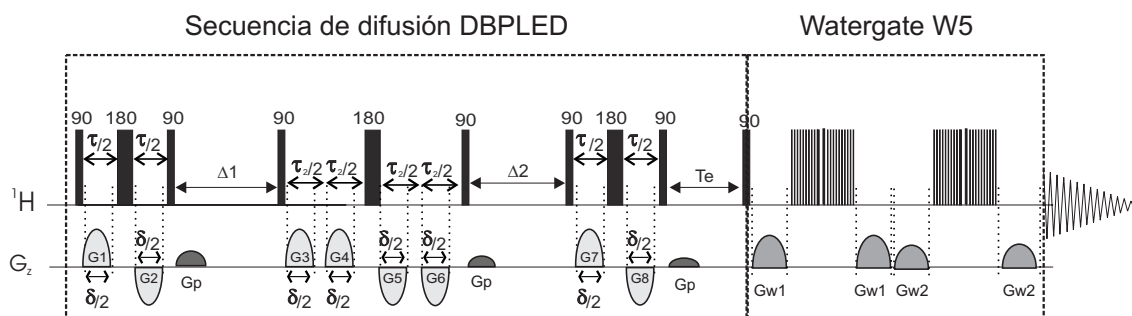 Secuencia de difusión DBPLED Watergate W5
90 180 90 90 180 90 90 180 90 90
τ/2 τ/2 τ₂/2 τ₂/2 τ₂/2 τ₂/2 τ/2 τ/2
Δ1 Δ2 Te
¹H
δ/2 δ/2 δ/2 δ/2
G_z G1 G2 G3 G4 G5 G6 G7 G8
Gp Gp Gp Gw1 Gw1 Gw2 Gw2
δ/2 δ/2 δ/2 δ/2